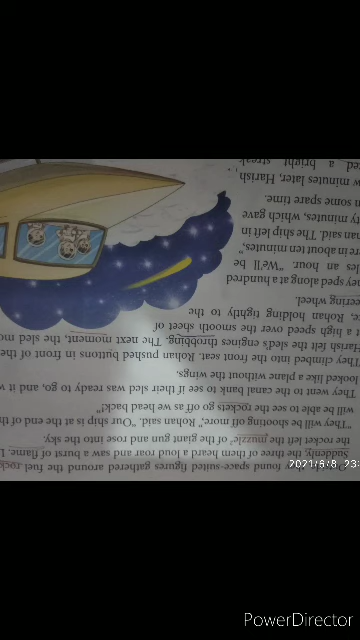 found space-suited figures gathered around the fuel rock
Suddenly, the three of them heard a loud roar and saw a burst of flame.
the rocket left the 'muzzle' of the giant gun and rose into the sky.
"They will be shooting off more," Rohan said. "Our ship is at the end of th
will be able to see the rockets go off as we head back!"
They went to the canal bank to see if their sled was ready to go, and it w
looked like a plane without the wings.
They climbed into the front seat. Rohan pushed buttons in front of the
Harish felt the sled's engines throbbing. The next moment, the sled mo
t a high speed over the smooth sheet of
ce, Rohan holding tightly to the
eering wheel.
hey sped along at a hundred
les an hour. "We'll be
ere in about ten minutes,"
han said. The ship left in
ty minutes, which gave
m some spare time.
w minutes later, Harish
ed a bright streak
2021/6/8 23:
PowerDirector